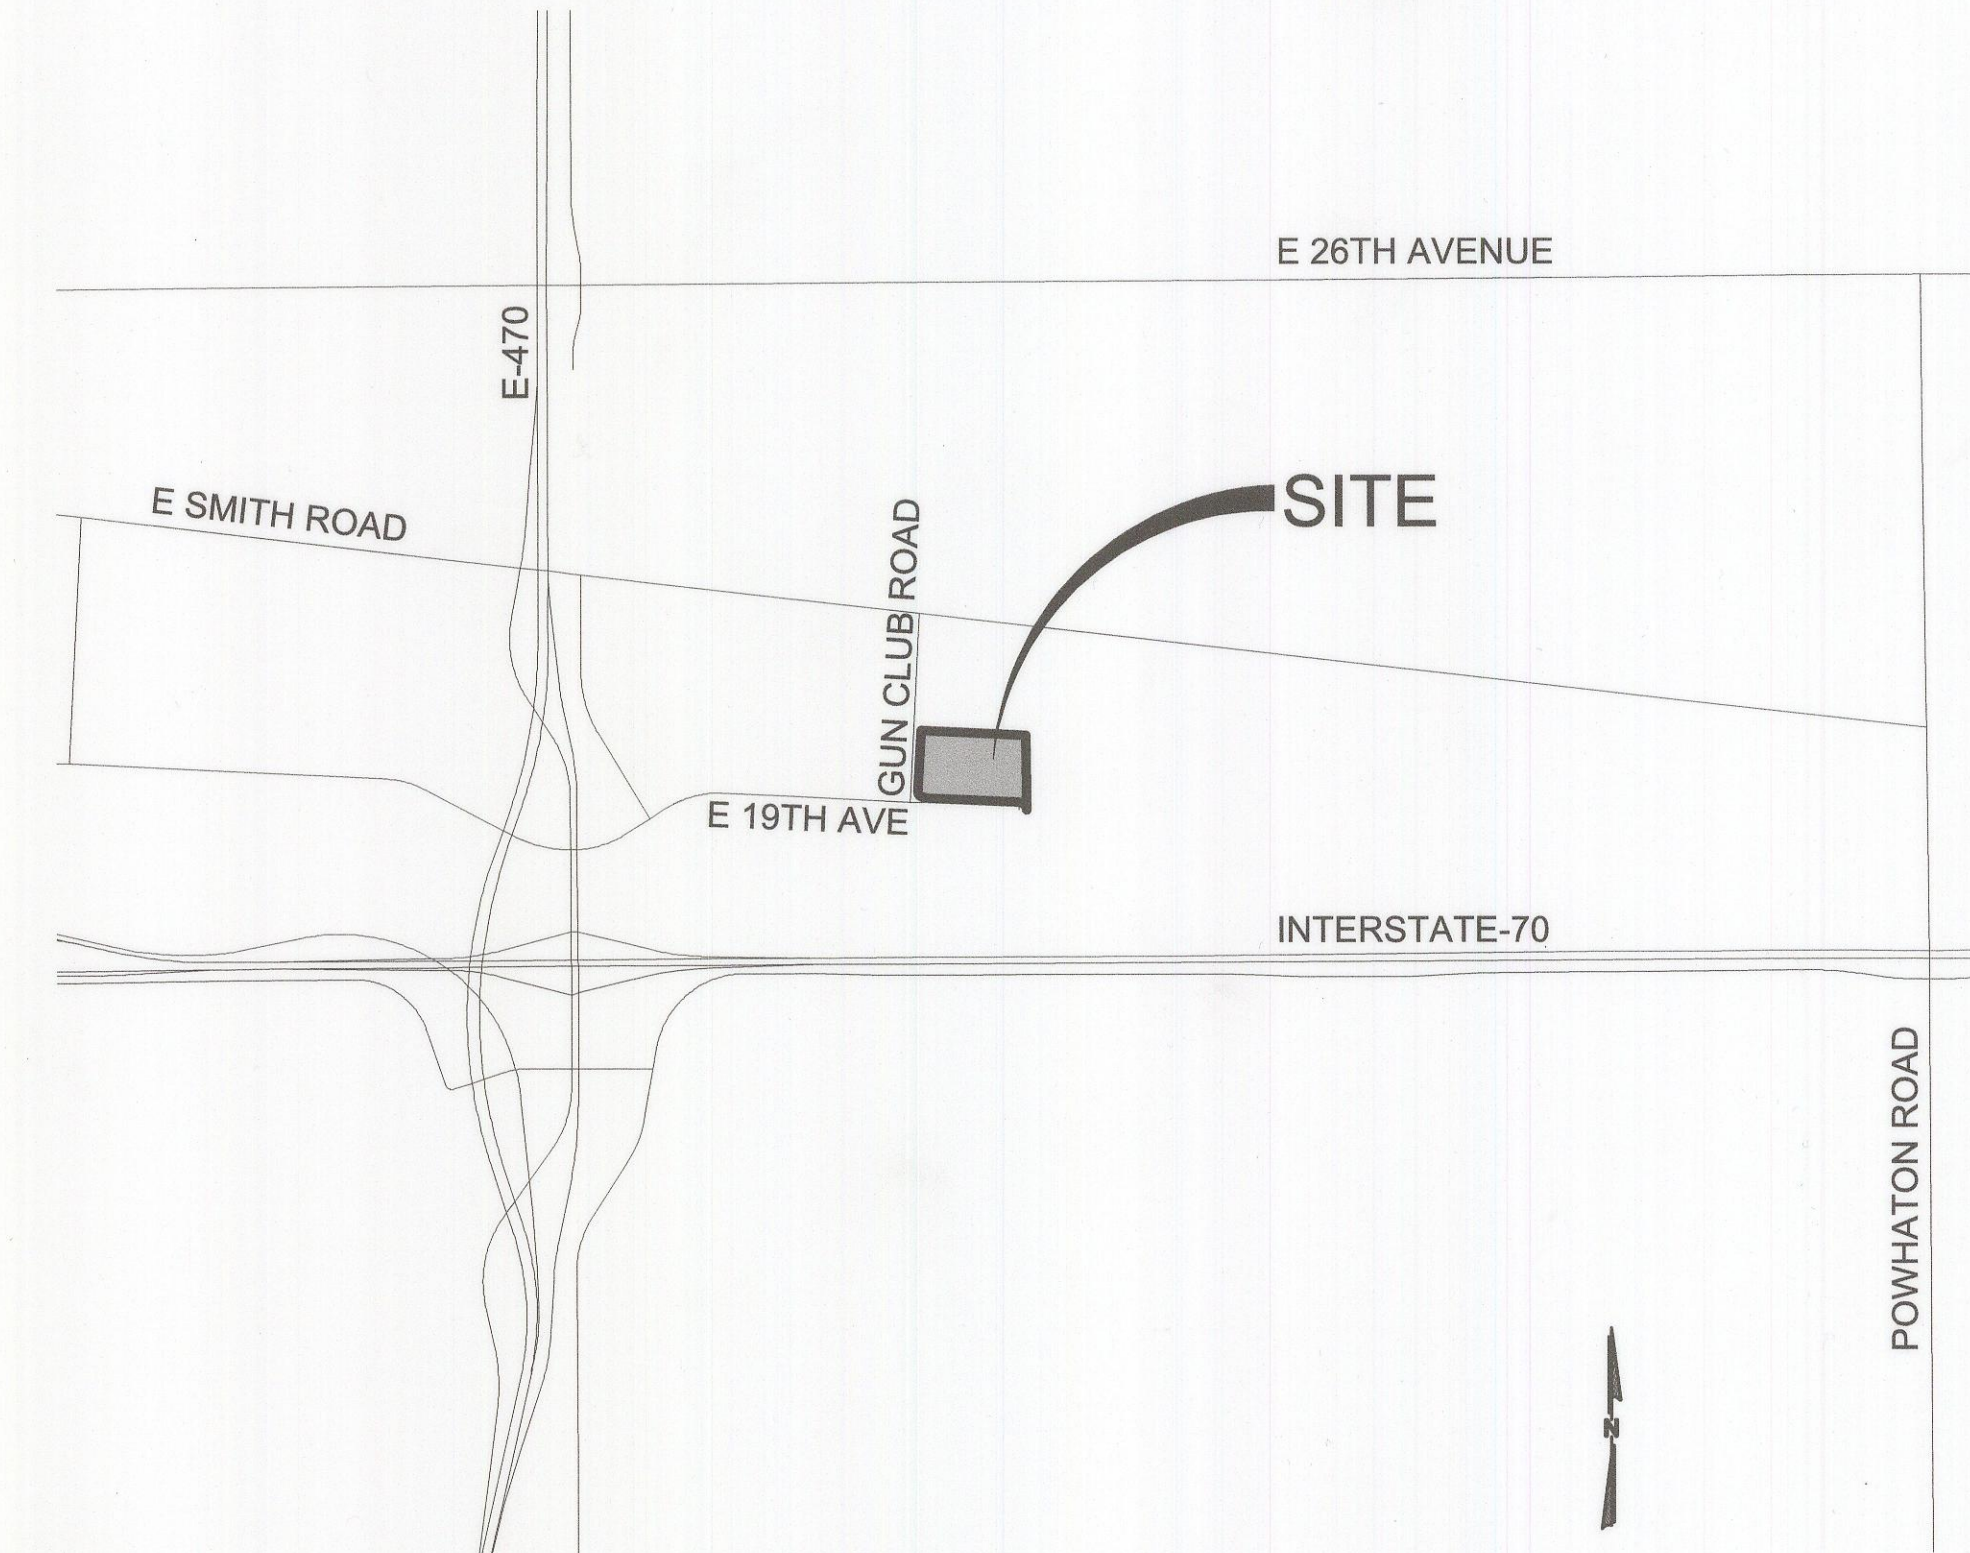 E 26TH AVENUE
E-470
E SMITH ROAD
SITE
GUN CLUB ROAD
E 19TH AVE
INTERSTATE-70
POWHATON ROAD
N